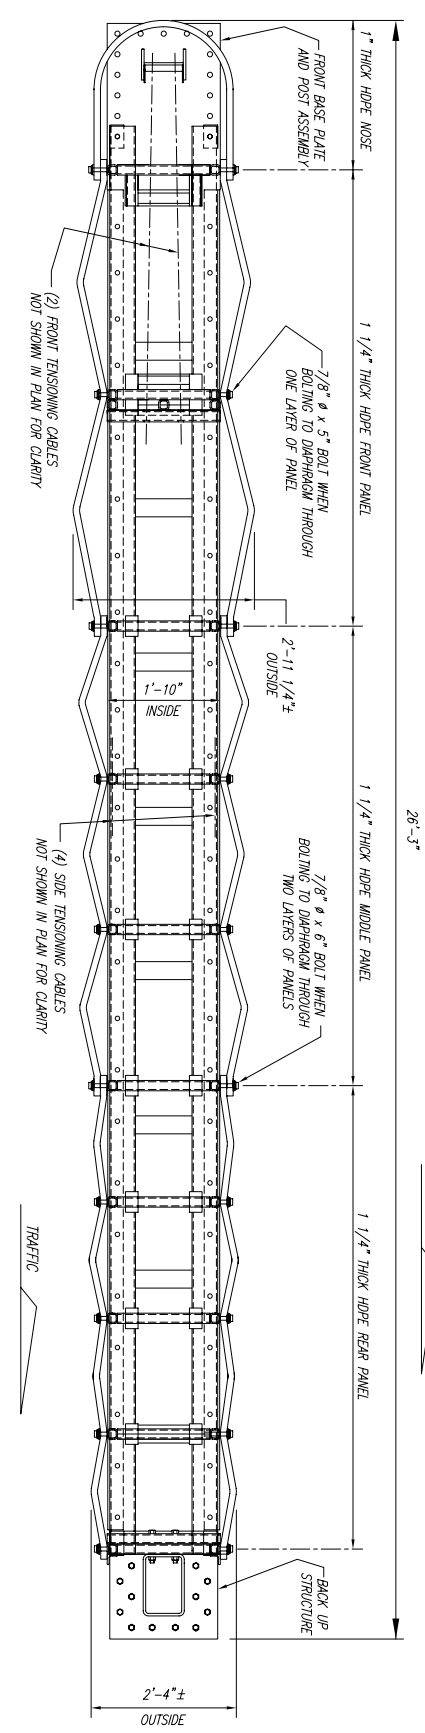 1" THICK HDPE NOSE
FRONT BASE PLATE
AND POST ASSEMBLY
(2) FRONT TENSIONING CABLES
NOT SHOWN IN PLAN FOR CLARITY
1 1/4" THICK HDPE FRONT PANEL
7/8" Ø x 5" BOLT WHEN
BOLTING TO DIAPHRAGM THROUGH
ONE LAYER OF PANEL
2'-11 1/4"±
OUTSIDE
1'-10"
INSIDE
26'-3"
1 1/4" THICK HDPE MIDDLE PANEL
(4) SIDE TENSIONING CABLES
NOT SHOWN IN PLAN FOR CLARITY
7/8" Ø x 6" BOLT WHEN
BOLTING TO DIAPHRAGM THROUGH
TWO LAYERS OF PANELS
TRAFFIC
1 1/4" THICK HDPE REAR PANEL
BACK UP
STRUCTURE
2'-4"±
OUTSIDE